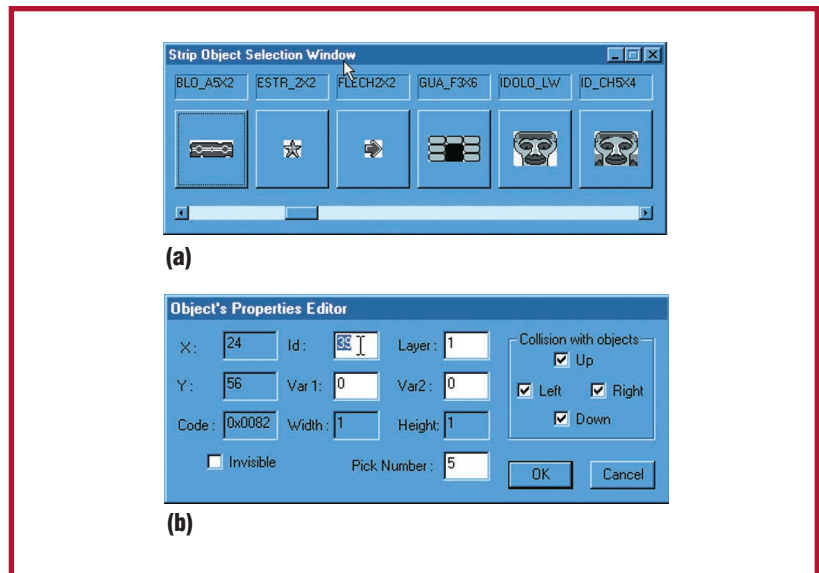 Strip Object Selection Window
BLO_A5X2 ESTR_2X2 FLECH2X2 GUA_F3X6 IDOLO_LW ID_CH5X4
(a)
Object's Properties Editor
X: 24 Id: 39 Layer: 1 Collision with objects
Up
Y: 56 Var 1: 0 Var2: 0 Left Right
Code: 0x0082 Width: 1 Height: 1 Down
Invisible Pick Number: 5 OK Cancel
(b)